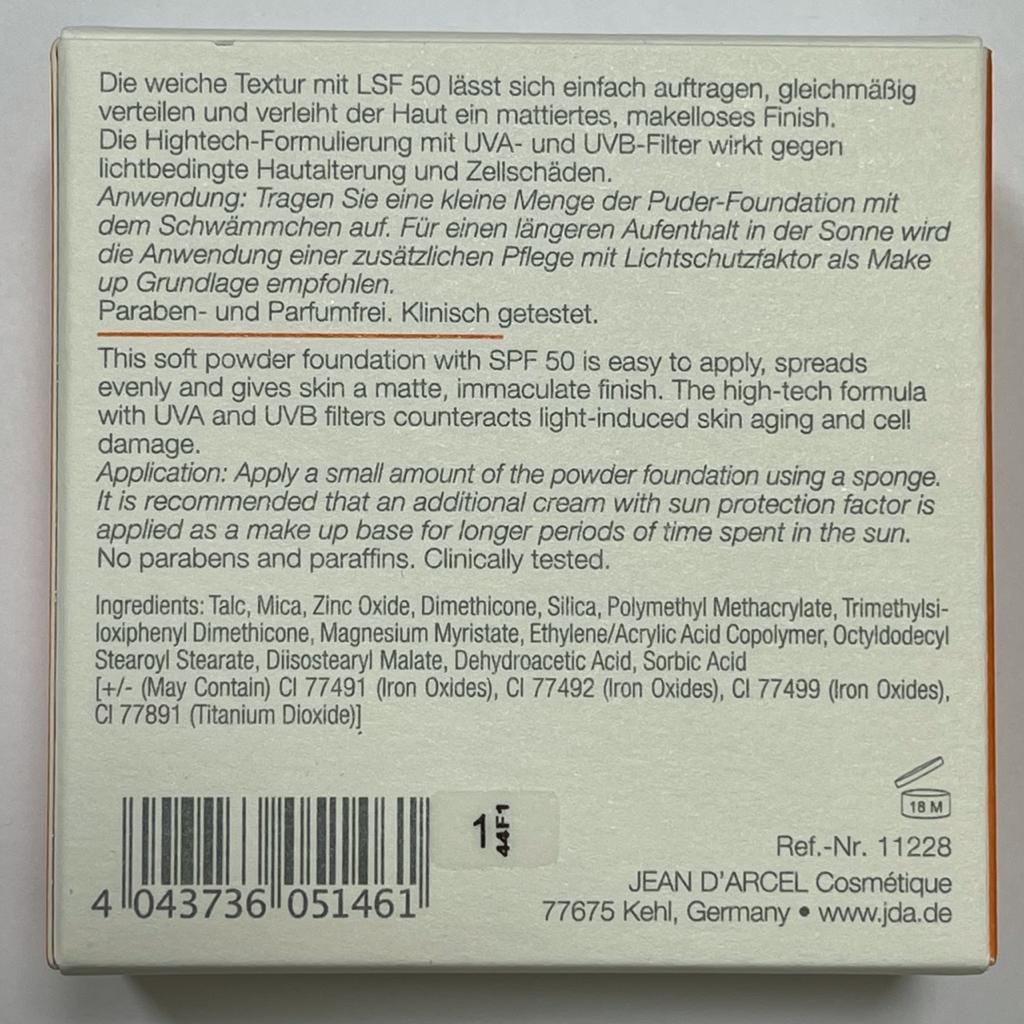 Die weiche Textur mit LSF 50 lässt sich einfach auftragen, gleichmäßig
verteilen und verleiht der Haut ein mattiertes, makelloses Finish.
Die Hightech-Formulierung mit UVA- und UVB-Filter wirkt gegen
lichtbedingte Hautalterung und Zellschäden.
Anwendung: Tragen Sie eine kleine Menge der Puder-Foundation mit
dem Schwämmchen auf. Für einen längeren Aufenthalt in der Sonne wird
die Anwendung einer zusätzlichen Pflege mit Lichtschutzfaktor als Make
up Grundlage empfohlen.
Paraben- und Parfumfrei. Klinisch getestet.
This soft powder foundation with SPF 50 is easy to apply, spreads
evenly and gives skin a matte, immaculate finish. The high-tech formula
with UVA and UVB filters counteracts light-induced skin aging and cell
damage.
Application: Apply a small amount of the powder foundation using a sponge.
It is recommended that an additional cream with sun protection factor is
applied as a make up base for longer periods of time spent in the sun.
No parabens and paraffins. Clinically tested.
Ingredients: Talc, Mica, Zinc Oxide, Dimethicone, Silica, Polymethyl Methacrylate, Trimethylsi-
loxiphenyl Dimethicone, Magnesium Myristate, Ethylene/Acrylic Acid Copolymer, Octyldodecyl
Stearoyl Stearate, Diisostearyl Malate, Dehydroacetic Acid, Sorbic Acid
[+/- (May Contain) CI 77491 (Iron Oxides), CI 77492 (Iron Oxides), CI 77499 (Iron Oxides),
CI 77891 (Titanium Dioxide)]
18 M
1 44F1
Ref.-Nr. 11228
JEAN D'ARCEL Cosmétique
77675 Kehl, Germany • www.jda.de
4 043736 051461